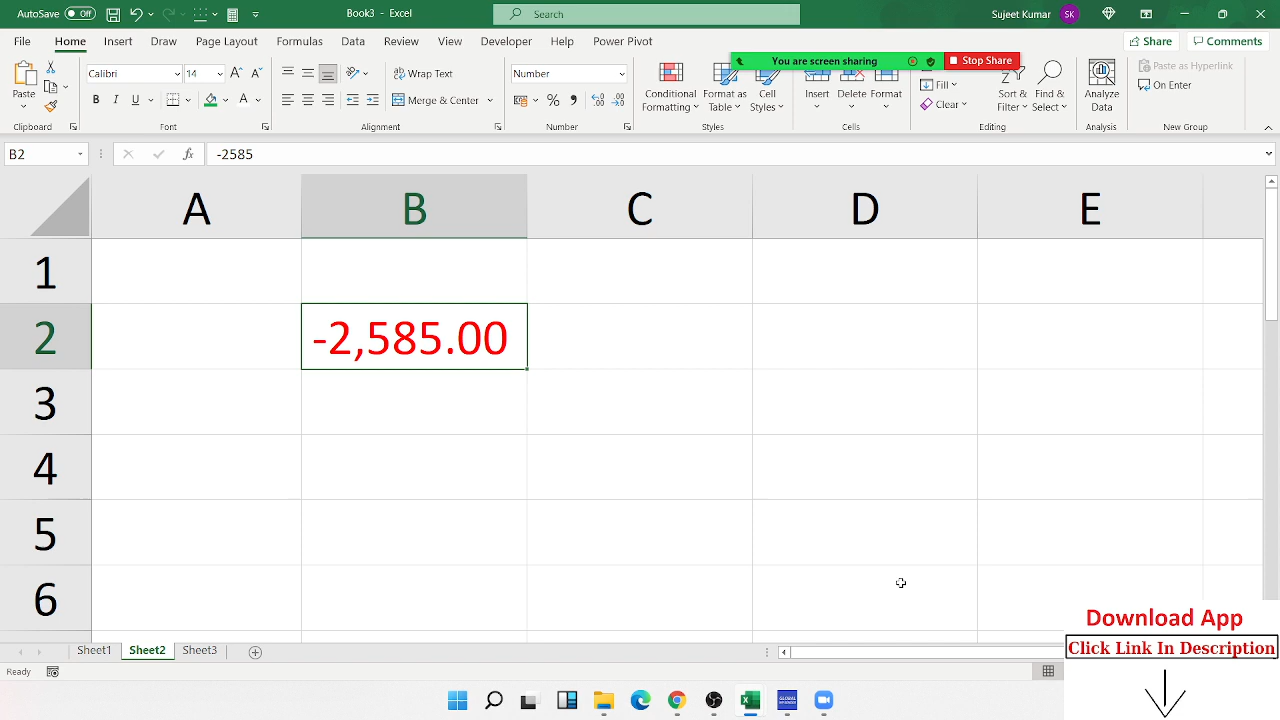 AutoSave Off Book3 - Excel Search Sujeet Kumar SK
File Home Insert Draw Page Layout Formulas Data Review View Developer Help Power Pivot Share Comments
You are screen sharing Stop Share
Paste
Clipboard
Calibri 14
B I U A
Font
Wrap Text
Merge & Center
Alignment
Number
% 9
Number
Conditional Formatting
Format as Table
Cell Styles
Styles
Insert Delete Format
Cells
Fill
Clear
Sort & Filter
Find & Select
Editing
Analyze Data
Analysis
Paste as Hyperlink
On Enter
New Group
B2 fx -2585
A B C D E
1
2 -2,585.00
3
4
5
6
Sheet1 Sheet2 Sheet3
Ready
Download App
Click Link In Description